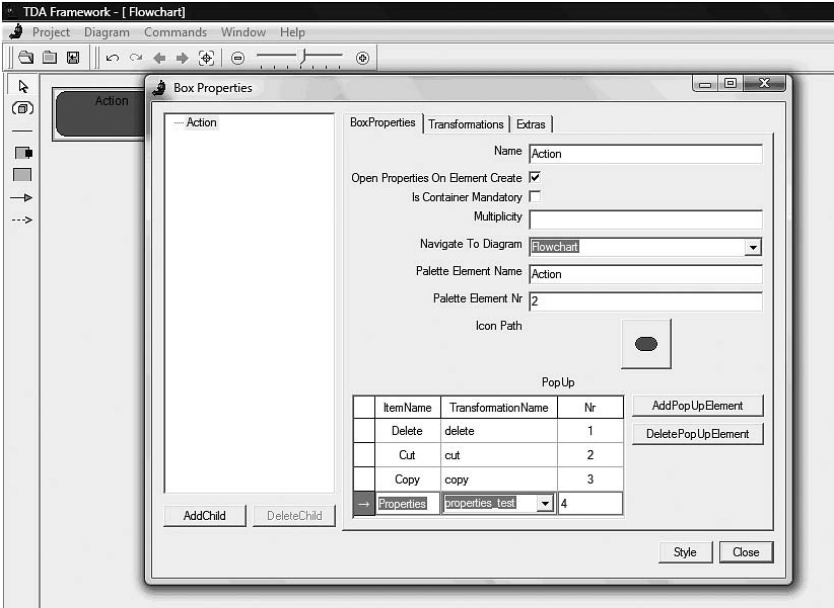 TDA Framework - [ Flowchart]
Project Diagram Commands Window Help
Action
Box Properties
Action
BoxProperties Transformations Extras
Name Action
Open Properties On Element Create
Is Container Mandatory
Multiplicity
Navigate To Diagram Flowchart
Palette Element Name Action
Palette Element Nr 2
Icon Path
PopUp
ItemName TransformationName Nr
Delete delete 1
Cut cut 2
Copy copy 3
Properties properties_test 4
AddPopUpElement
DeletePopUpElement
AddChild DeleteChild
Style Close